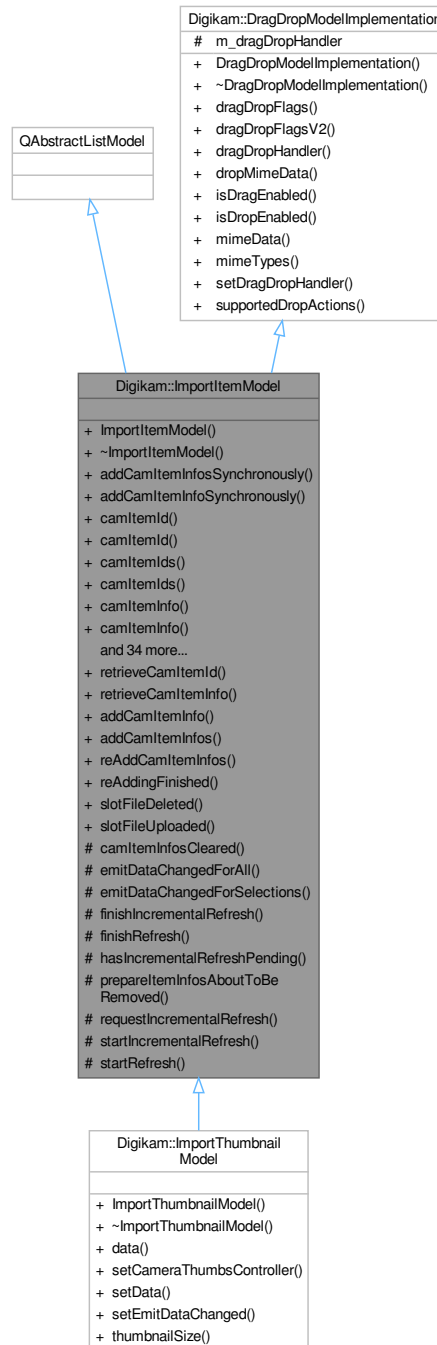 Digikam::DragDropModelImplementation
# m_dragDropHandler
+ DragDropModelImplementation()
+ ~DragDropModelImplementation()
+ dragDropFlags()
+ dragDropFlagsV2()
+ dragDropHandler()
+ dropMimeData()
+ isDragEnabled()
+ isDropEnabled()
+ mimeData()
+ mimeTypes()
+ setDragDropHandler()
+ supportedDropActions()
QAbstractListModel
Digikam::ImportItemModel
+ ImportItemModel()
+ ~ImportItemModel()
+ addCamItemInfosSynchronously()
+ addCamItemInfoSynchronously()
+ camItemId()
+ camItemId()
+ camItemIds()
+ camItemIds()
+ camItemInfo()
+ camItemInfo()
and 34 more...
+ retrieveCamItemId()
+ retrieveCamItemInfo()
+ addCamItemInfo()
+ addCamItemInfos()
+ reAddCamItemInfos()
+ reAddingFinished()
+ slotFileDeleted()
+ slotFileUploaded()
# camItemInfosCleared()
# emitDataChangedForAll()
# emitDataChangedForSelections()
# finishIncrementalRefresh()
# finishRefresh()
# hasIncrementalRefreshPending()
# prepareItemInfosAboutToBe
Removed()
# requestIncrementalRefresh()
# startIncrementalRefresh()
# startRefresh()
Digikam::ImportThumbnail
Model
+ ImportThumbnailModel()
+ ~ImportThumbnailModel()
+ data()
+ setCameraThumbsController()
+ setData()
+ setEmitDataChanged()
+ thumbnailSize()